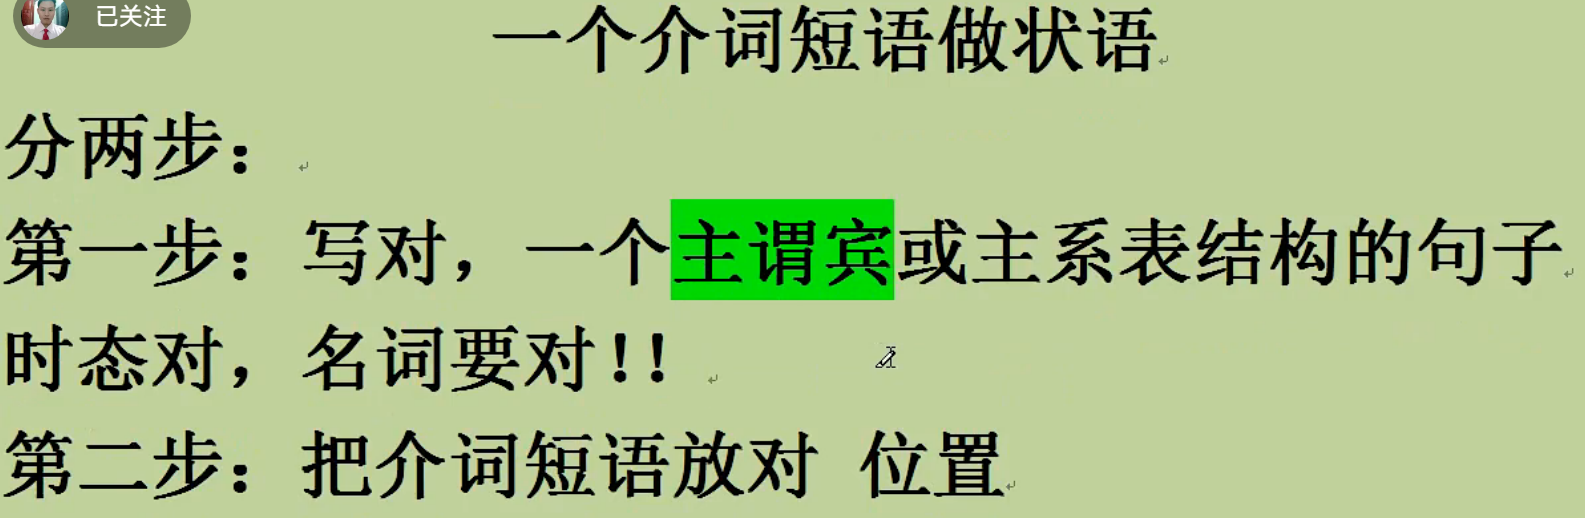 已关注
一个介词短语做状语
分两步：
第一步：写对，一个主谓宾或主系表结构的句子
时态对，名词要对！！
第二步：把介词短语放对 位置